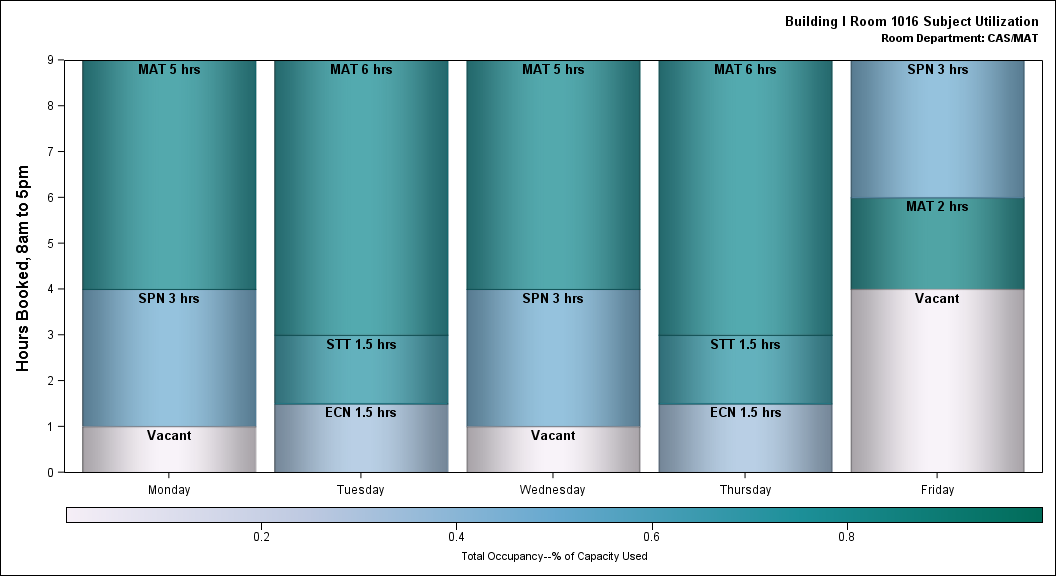 Building I Room 1016 Subject Utilization
Room Department: CAS/MAT
Hours Booked, 8am to 5pm
9
8
7
6
5
4
3
2
1
0
MAT 5 hrs
SPN 3 hrs
Vacant
MAT 6 hrs
STT 1.5 hrs
ECN 1.5 hrs
MAT 5 hrs
SPN 3 hrs
Vacant
MAT 6 hrs
STT 1.5 hrs
ECN 1.5 hrs
SPN 3 hrs
MAT 2 hrs
Vacant
Monday
Tuesday
Wednesday
Thursday
Friday
0.2
0.4
0.6
0.8
Total Occupancy--% of Capacity Used